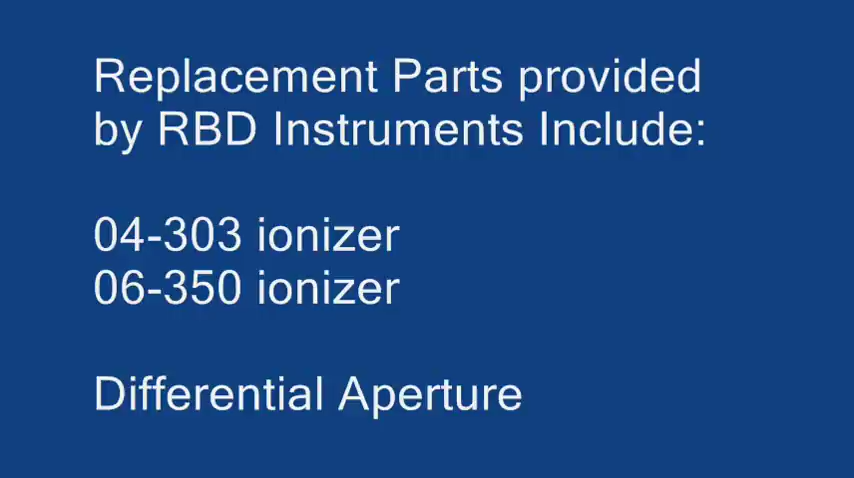 Replacement Parts provided
by RBD Instruments Include:
04-303 ionizer
06-350 ionizer
Differential Aperture